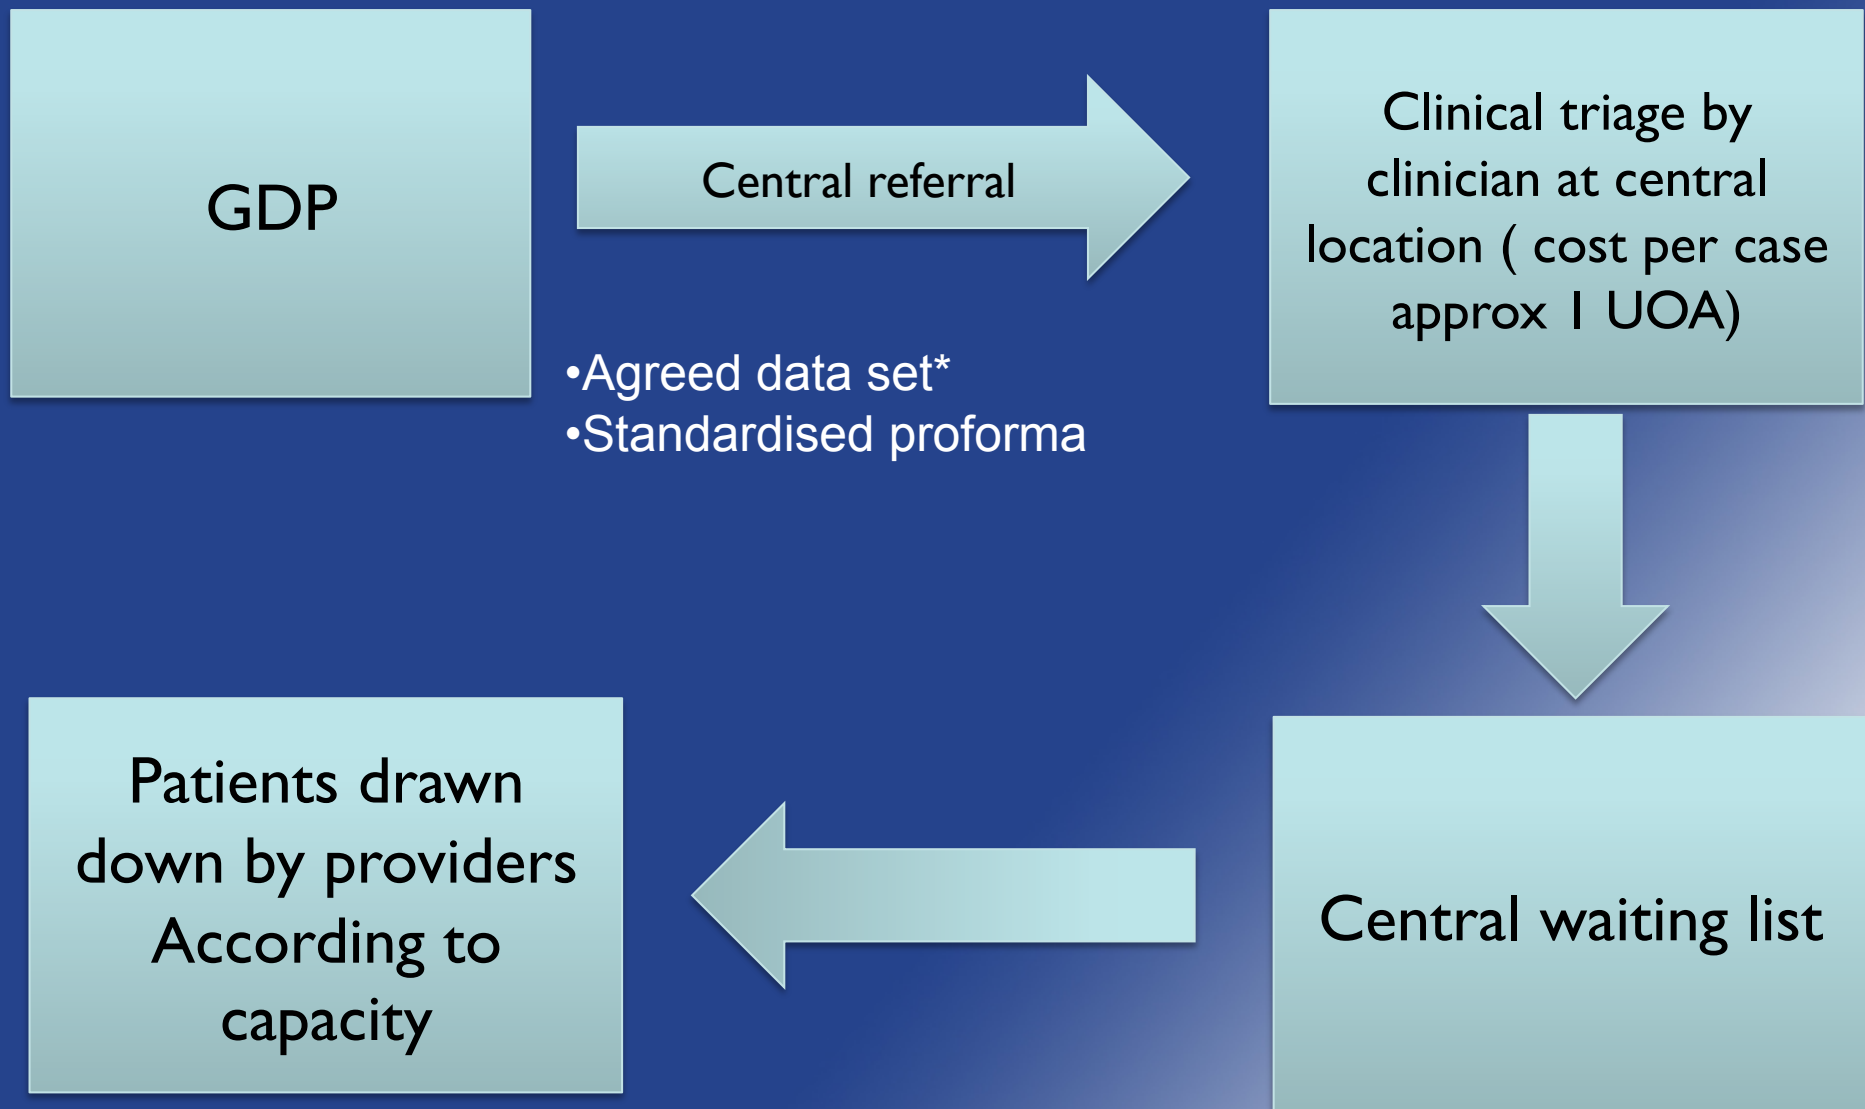 GDP
Central referral
•Agreed data set*
•Standardised proforma
Clinical triage by
clinician at central
location ( cost per case
approx 1 UOA)
Central waiting list
Patients drawn
down by providers
According to
capacity